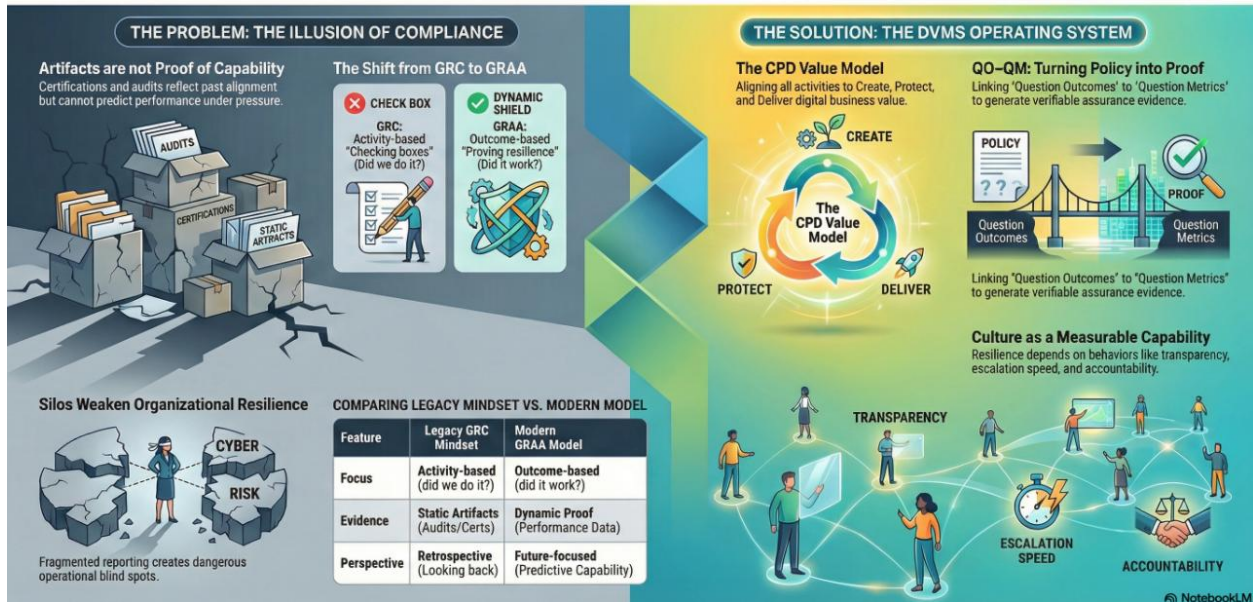 THE PROBLEM: THE ILLUSION OF COMPLIANCE
Artifacts are not Proof of Capability
Certifications and audits reflect past alignment
but cannot predict performance under pressure.
AUDITS
CERTIFICATIONS
STATIC
ARTRACTS
The Shift from GRC to GRAA
CHECK BOX
GRC:
Activity-based
"Checking boxes"
(Did we do it?)
DYNAMIC
SHIELD
GRAA:
Outcome-based
"Proving resilence"
(Did it work?)
Silos Weaken Organizational Resilience
CYBER
RISK
Fragmented reporting creates dangerous
operational blind spots.
COMPARING LEGACY MINDSET VS. MODERN MODEL
Feature
Legacy GRC
Mindset
Modern
GRAA Model
Focus
Activity-based
(did we do it?)
Outcome-based
(did it work?)
Evidence
Static Artifacts
(Audits/Certs)
Dynamic Proof
(Performance Data)
Perspective
Retrospective
(Looking back)
Future-focused
(Predictive Capability)
THE SOLUTION: THE DVMS OPERATING SYSTEM
The CPD Value Model
Aligning all activities to Create, Protect,
and Deliver digital business value.
CREATE
The
CPD Value
Model
PROTECT
DELIVER
QO–QM: Turning Policy into Proof
Linking 'Question Outcomes' to 'Question Metrics'
to generate verifiable assurance evidence.
POLICY
? ? ?
PROOF
Question
Outcomes
Question
Metrics
Linking "Question Outcomes" to "Question Metrics"
to generate verifiable assurance evidence.
Culture as a Measurable Capability
Resilience depends on behaviors like transparency,
escalation speed, and accountability.
TRANSPARENCY
ESCALATION
SPEED
ACCOUNTABILITY
NotebookLM